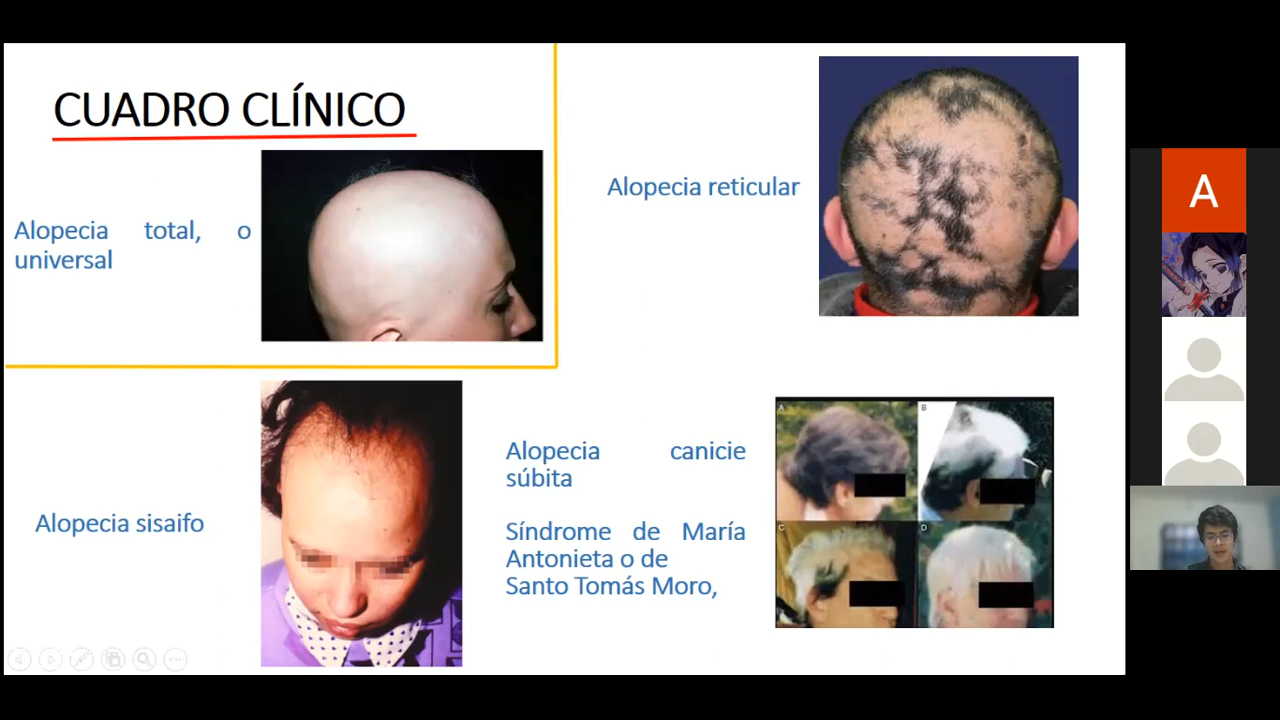 CUADRO CLÍNICO
Alopecia total, o
universal
Alopecia reticular
Alopecia sisaifo
Alopecia canicie
súbita
Síndrome de María
Antonieta o de
Santo Tomás Moro,
A
B
C
D
A